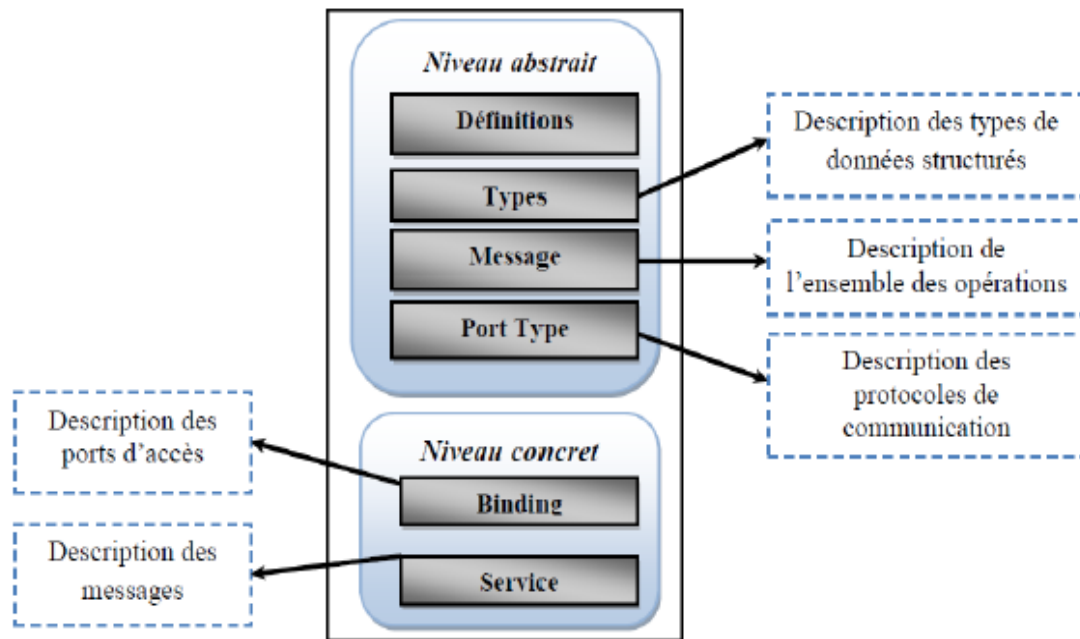 Niveau abstrait
Définitions
Types
Message
Port Type
Description des types de
données structurés
Description de
l’ensemble des opérations
Description des
protocoles de
communication
Description des
ports d’accès
Description des
messages
Niveau concret
Binding
Service